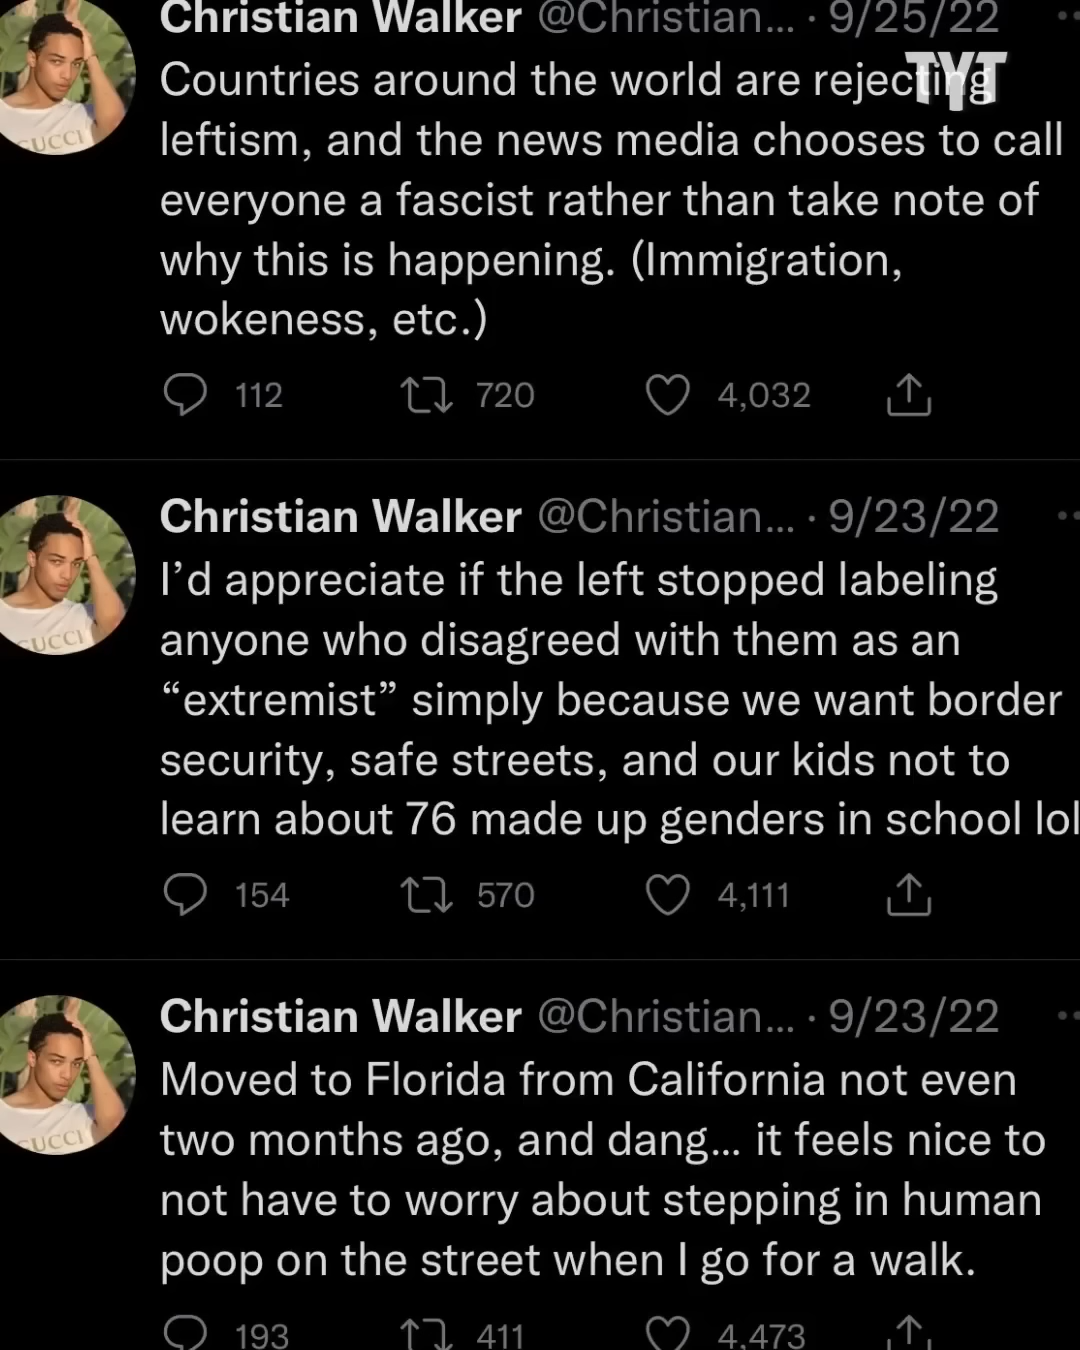 Christian Walker @Christian... · 9/25/22
TYT
Countries around the world are rejecting
leftism, and the news media chooses to call
everyone a fascist rather than take note of
why this is happening. (Immigration,
wokeness, etc.)
112 720 4,032
GUCCI
Christian Walker @Christian... · 9/23/22
I’d appreciate if the left stopped labeling
anyone who disagreed with them as an
“extremist” simply because we want border
security, safe streets, and our kids not to
learn about 76 made up genders in school lol
154 570 4,111
GUCCI
Christian Walker @Christian... · 9/23/22
Moved to Florida from California not even
two months ago, and dang... it feels nice to
not have to worry about stepping in human
poop on the street when I go for a walk.
193 411 4,473
GUCCI